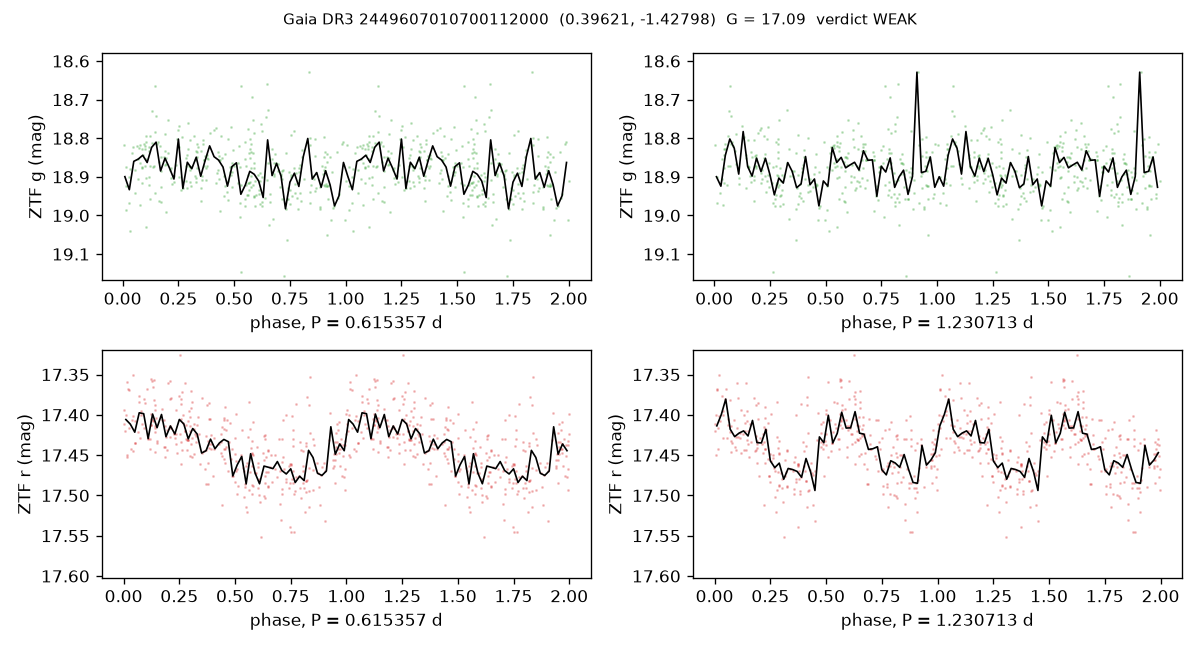 Gaia DR3 2449607010700112000 (0.39621, -1.42798) G = 17.09 verdict WEAK
ZTF g (mag)
18.6
18.7
18.8
18.9
19.0
19.1
0.00 0.25 0.50 0.75 1.00 1.25 1.50 1.75 2.00
phase, P = 0.615357 d
ZTF g (mag)
18.6
18.7
18.8
18.9
19.0
19.1
0.00 0.25 0.50 0.75 1.00 1.25 1.50 1.75 2.00
phase, P = 1.230713 d
ZTF r (mag)
17.35
17.40
17.45
17.50
17.55
17.60
0.00 0.25 0.50 0.75 1.00 1.25 1.50 1.75 2.00
phase, P = 0.615357 d
ZTF r (mag)
17.35
17.40
17.45
17.50
17.55
17.60
0.00 0.25 0.50 0.75 1.00 1.25 1.50 1.75 2.00
phase, P = 1.230713 d